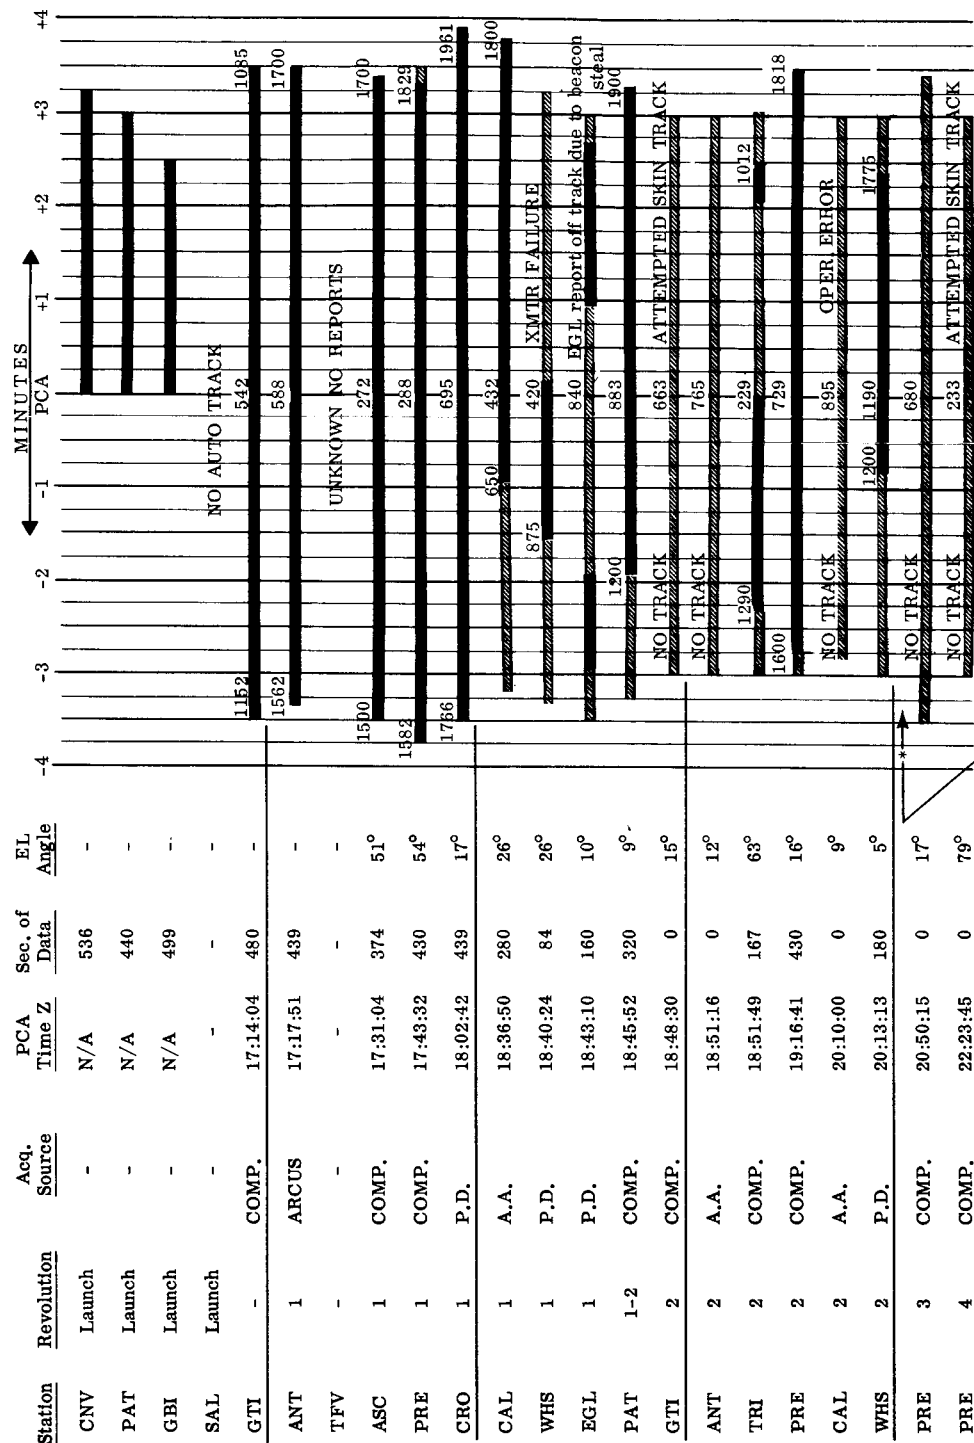 MINUTES
Station Revolution Acq. Source PCA Time Z Sec. of Data EL Angle -4 -3 -2 -1 PCA +1 +2 +3 +4
CNV Launch - N/A 536 -
PAT Launch - N/A 440 -
GBI Launch - N/A 499 -
SAL Launch - - - - NO AUTO TRACK
GTI - COMP. 17:14:04 480 - 1152 542 1085
ANT 1 ARCUS 17:17:51 439 - 1562 588 1700
TFV - - - - - UNKNOWN NO REPORTS
ASC 1 COMP. 17:31:04 374 51° 1500 272 1700
PRE 1 COMP. 17:43:32 430 54° 1582 288 1829
CRO 1 P.D. 18:02:42 439 17° 1766 695 1961
CAL 1 A.A. 18:36:50 280 26° 650 432 1800
WHS 1 P.D. 18:40:24 84 26° 875 420 XMTR FAILURE
EGL 1 P.D. 18:43:10 160 10° 840 EGL report off track due to beacon steal
PAT 1-2 COMP. 18:45:52 320 9° 1200 883 1900
GTI 2 COMP. 18:48:30 0 15° NO TRACK 663 ATTEMPTED SKIN TRACK
ANT 2 A.A. 18:51:16 0 12° NO TRACK 765
TRI 2 COMP. 18:51:49 167 63° 1290 229 1012
PRE 2 COMP. 19:16:41 430 16° 1600 729 1818
CAL 2 A.A. 20:10:00 0 9° NO TRACK 895 OPER ERROR
WHS 2 P.D. 20:13:13 180 5° 1200 1190 1775
*
PRE 3 COMP. 20:50:15 0 17° NO TRACK 680
PRE 4 COMP. 22:23:45 0 79° NO TRACK 233 ATTEMPTED SKIN TRACK